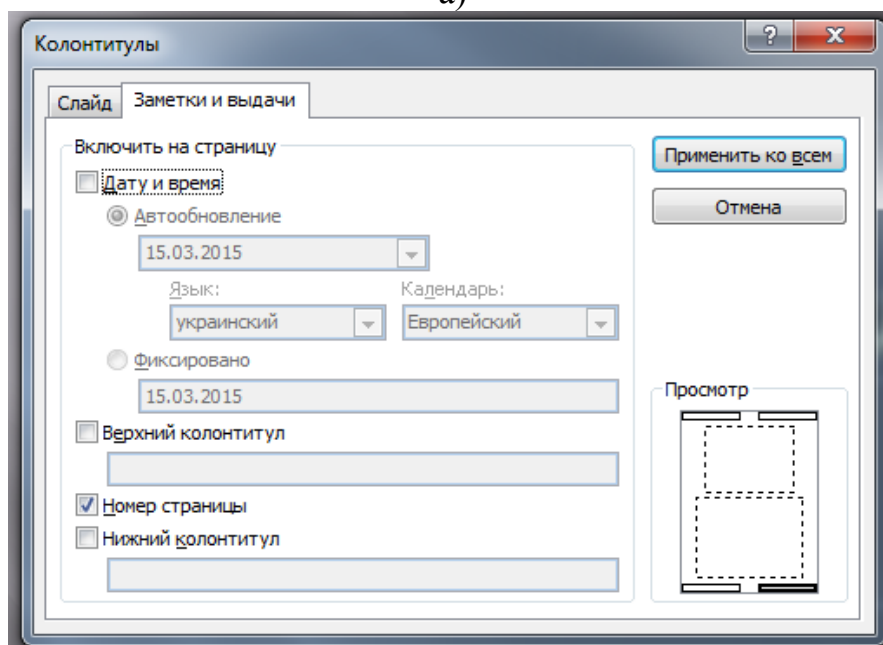 а)
Колонтитулы
Слайд Заметки и выдачи
Включить на страницу
Дату и время
Автообновление
15.03.2015
Язык: Календарь:
украинский Европейский
Фиксировано
15.03.2015
Верхний колонтитул
Номер страницы
Нижний колонтитул
Применить ко всем
Отмена
Просмотр